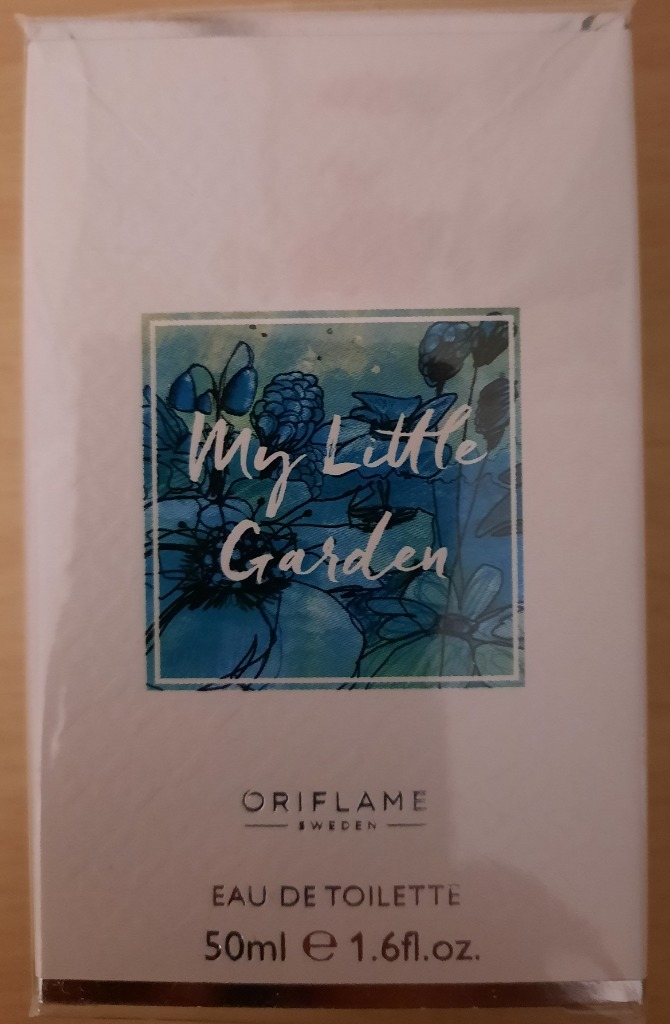 My Little
Garden
ORIFLAME
SWEDEN
EAU DE TOILETTE
50ml ℮ 1.6fl.oz.